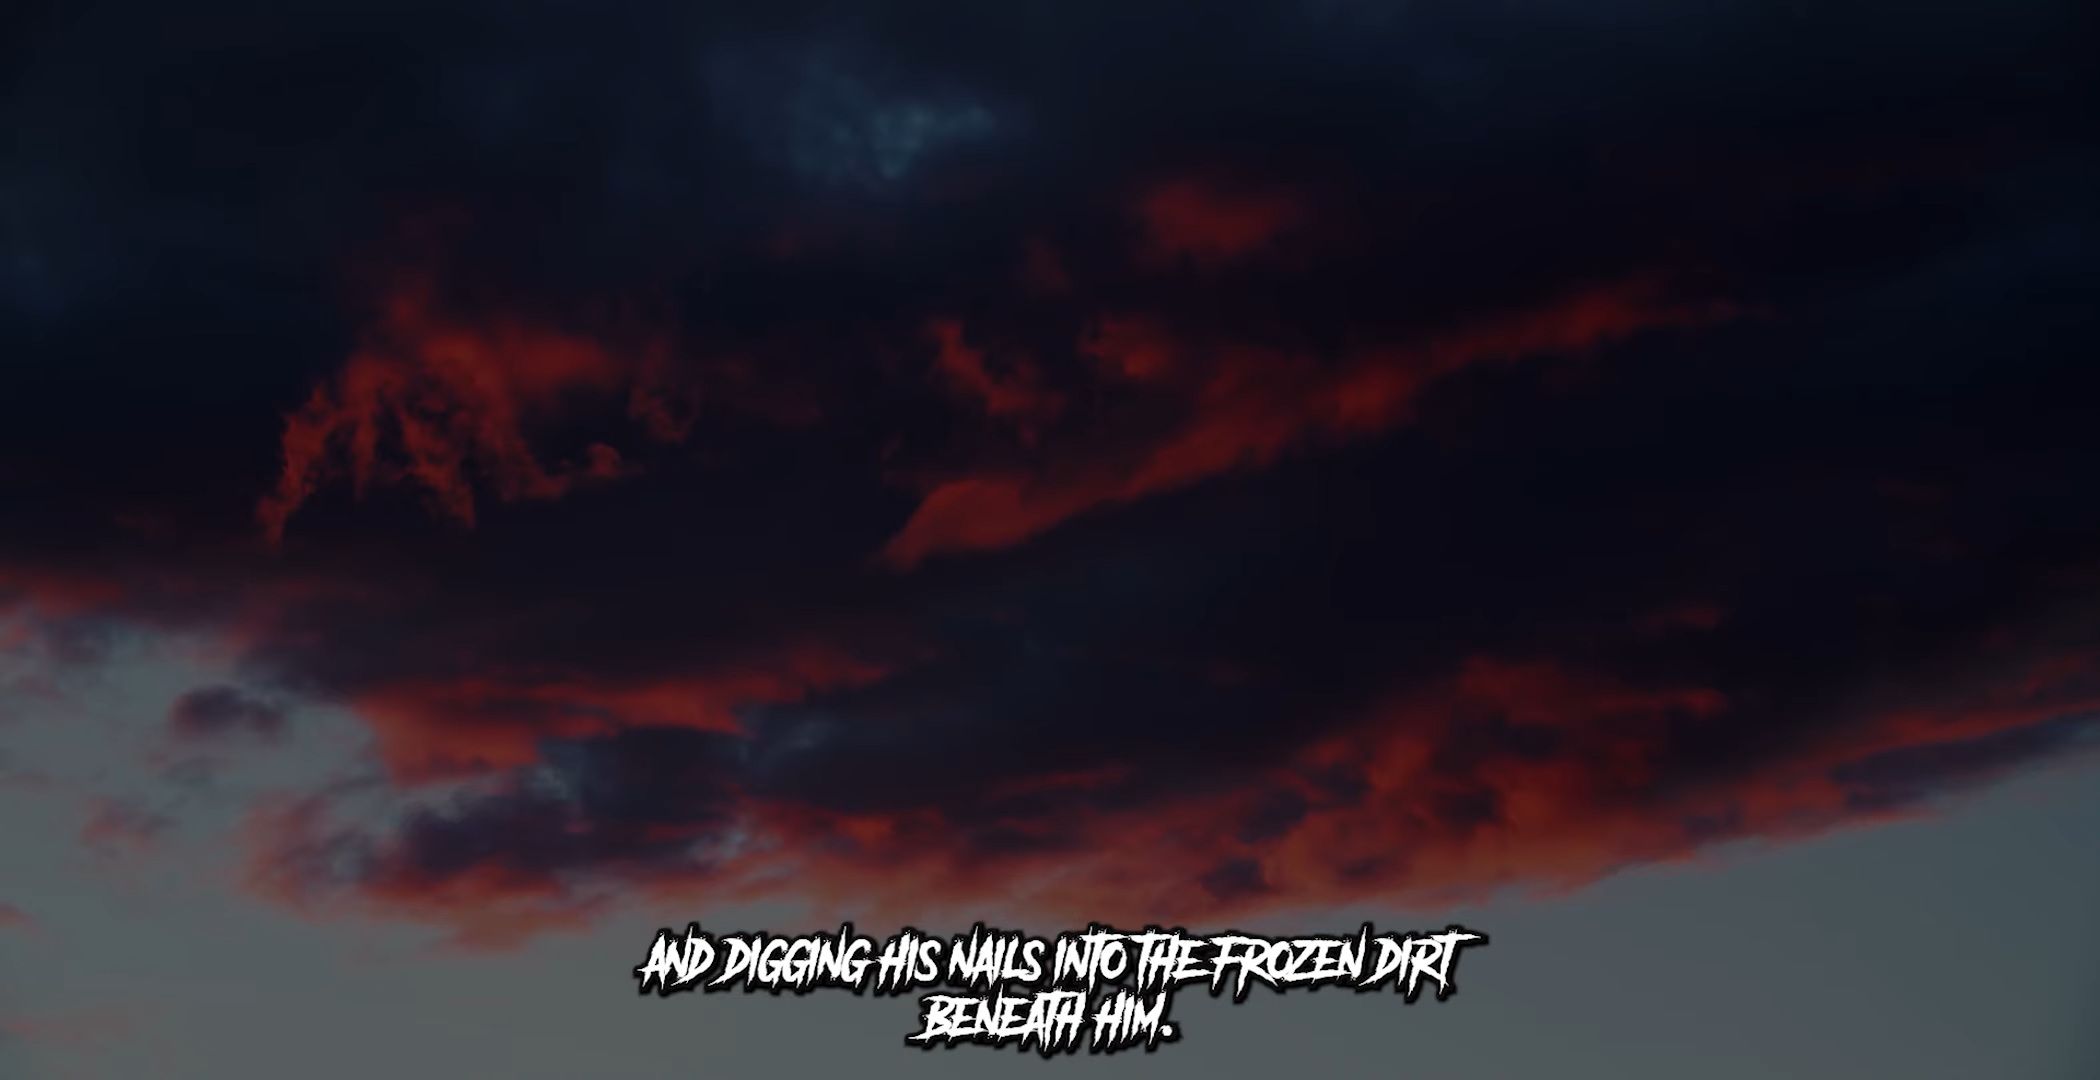 AND DIGGING HIS NAILS INTO THE FROZEN DIRT
BENEATH HIM.